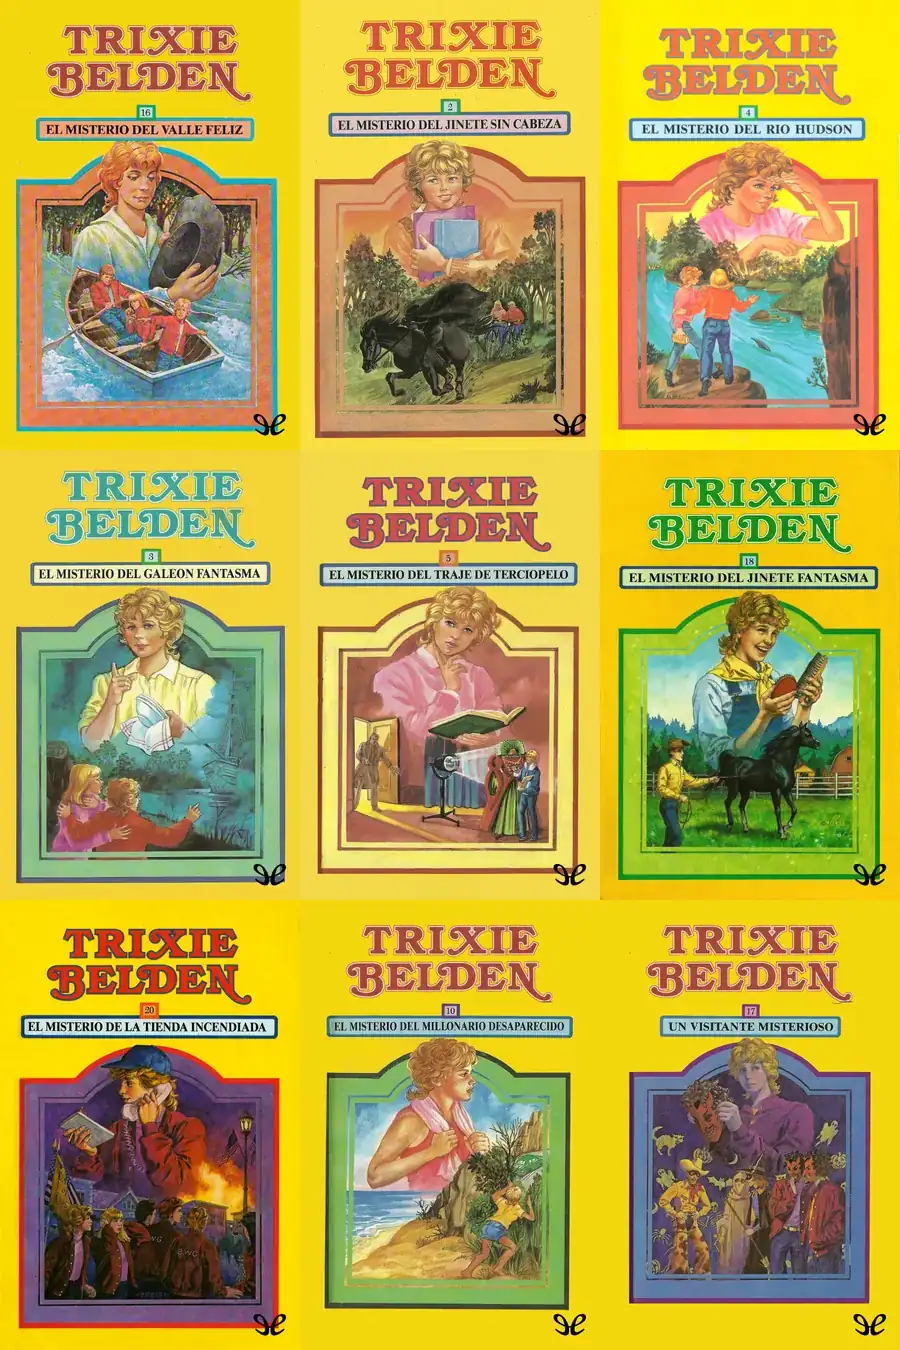 TRIXIE
BELDEN
16
EL MISTERIO DEL VALLE FELIZ
TRIXIE
BELDEN
2
EL MISTERIO DEL JINETE SIN CABEZA
TRIXIE
BELDEN
4
EL MISTERIO DEL RIO HUDSON
TRIXIE
BELDEN
3
EL MISTERIO DEL GALEON FANTASMA
TRIXIE
BELDEN
5
EL MISTERIO DEL TRAJE DE TERCIOPELO
TRIXIE
BELDEN
18
EL MISTERIO DEL JINETE FANTASMA
TRIXIE
BELDEN
20
EL MISTERIO DE LA TIENDA INCENDIADA
BWG
TRIXIE
BELDEN
10
EL MISTERIO DEL MILLONARIO DESAPARECIDO
TRIXIE
BELDEN
17
UN VISITANTE MISTERIOSO